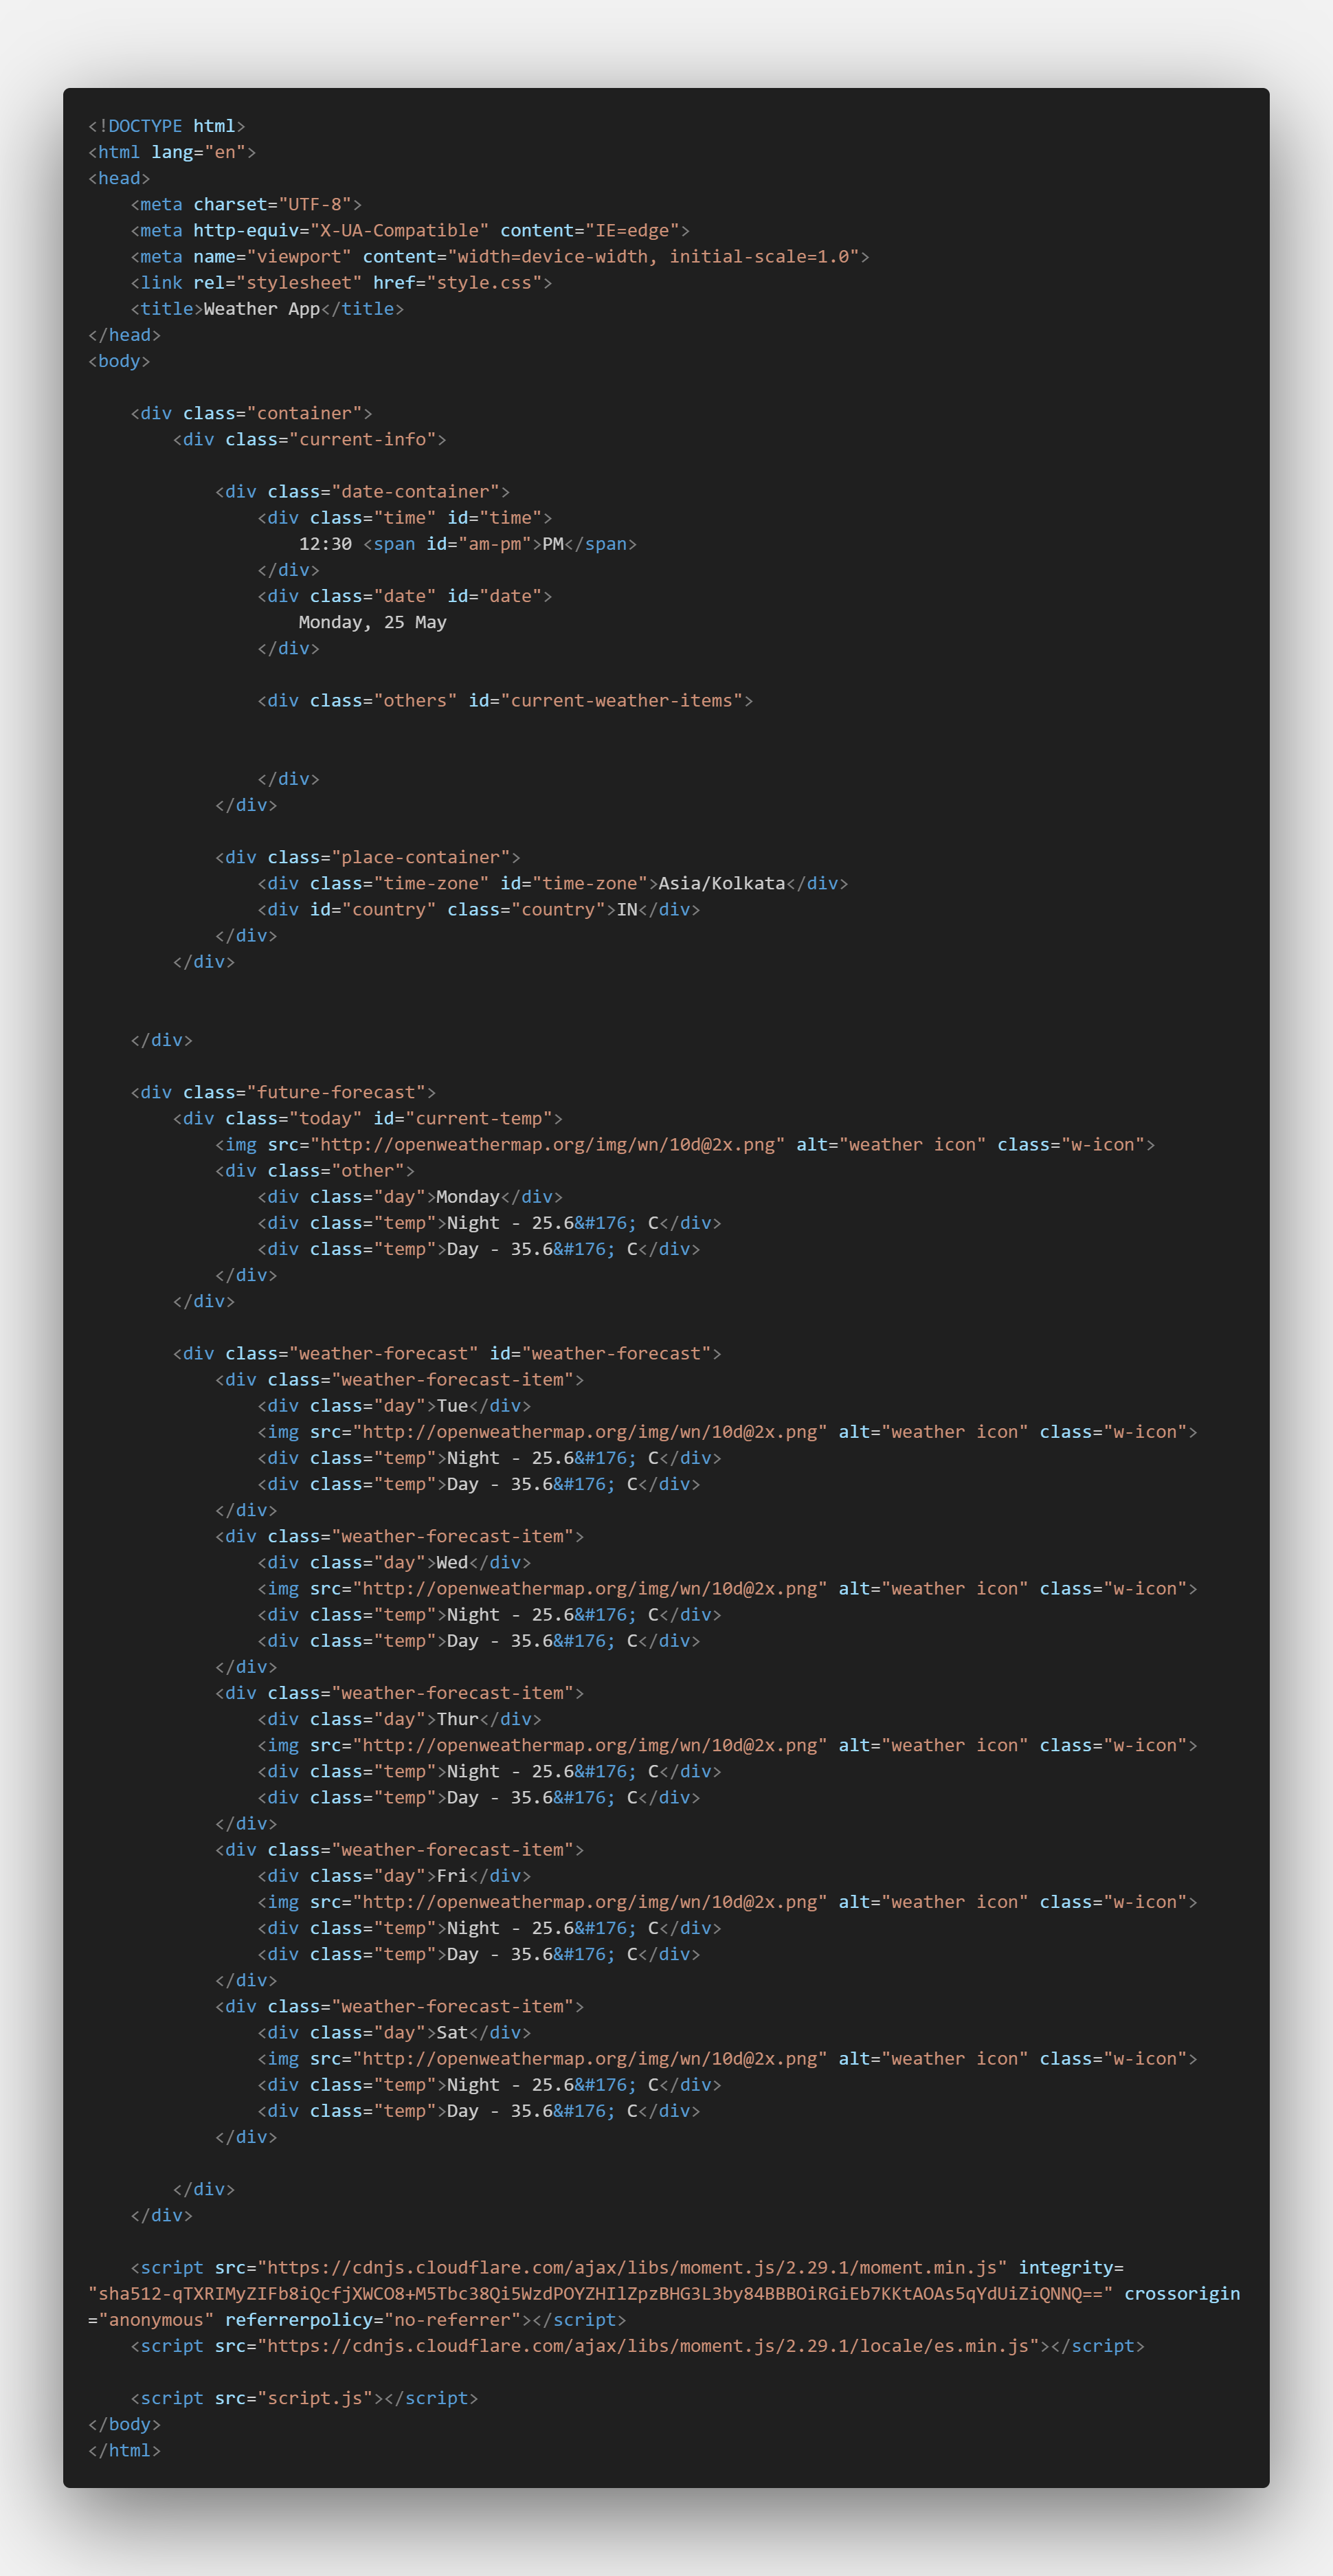 <!DOCTYPE html>
<html lang="en">
<head>
    <meta charset="UTF-8">
    <meta http-equiv="X-UA-Compatible" content="IE=edge">
    <meta name="viewport" content="width=device-width, initial-scale=1.0">
    <link rel="stylesheet" href="style.css">
    <title>Weather App</title>
</head>
<body>

    <div class="container">
        <div class="current-info">

            <div class="date-container">
                <div class="time" id="time">
                    12:30 <span id="am-pm">PM</span>
                </div>
                <div class="date" id="date">
                    Monday, 25 May
                </div>

                <div class="others" id="current-weather-items">


                </div>
            </div>

            <div class="place-container">
                <div class="time-zone" id="time-zone">Asia/Kolkata</div>
                <div id="country" class="country">IN</div>
            </div>
        </div>


    </div>

    <div class="future-forecast">
        <div class="today" id="current-temp">
            <img src="http://openweathermap.org/img/wn/10d@2x.png" alt="weather icon" class="w-icon">
            <div class="other">
                <div class="day">Monday</div>
                <div class="temp">Night - 25.6&#176; C</div>
                <div class="temp">Day - 35.6&#176; C</div>
            </div>
        </div>

        <div class="weather-forecast" id="weather-forecast">
            <div class="weather-forecast-item">
                <div class="day">Tue</div>
                <img src="http://openweathermap.org/img/wn/10d@2x.png" alt="weather icon" class="w-icon">
                <div class="temp">Night - 25.6&#176; C</div>
                <div class="temp">Day - 35.6&#176; C</div>
            </div>
            <div class="weather-forecast-item">
                <div class="day">Wed</div>
                <img src="http://openweathermap.org/img/wn/10d@2x.png" alt="weather icon" class="w-icon">
                <div class="temp">Night - 25.6&#176; C</div>
                <div class="temp">Day - 35.6&#176; C</div>
            </div>
            <div class="weather-forecast-item">
                <div class="day">Thur</div>
                <img src="http://openweathermap.org/img/wn/10d@2x.png" alt="weather icon" class="w-icon">
                <div class="temp">Night - 25.6&#176; C</div>
                <div class="temp">Day - 35.6&#176; C</div>
            </div>
            <div class="weather-forecast-item">
                <div class="day">Fri</div>
                <img src="http://openweathermap.org/img/wn/10d@2x.png" alt="weather icon" class="w-icon">
                <div class="temp">Night - 25.6&#176; C</div>
                <div class="temp">Day - 35.6&#176; C</div>
            </div>
            <div class="weather-forecast-item">
                <div class="day">Sat</div>
                <img src="http://openweathermap.org/img/wn/10d@2x.png" alt="weather icon" class="w-icon">
                <div class="temp">Night - 25.6&#176; C</div>
                <div class="temp">Day - 35.6&#176; C</div>
            </div>

        </div>
    </div>

    <script src="https://cdnjs.cloudflare.com/ajax/libs/moment.js/2.29.1/moment.min.js" integrity=
"sha512-qTXRIMyZIFb8iQcfjXWCO8+M5Tbc38Qi5WzdPOYZHIlZpzBHG3L3by84BBBOiRGiEb7KKtAOAs5qYdUiZiQNNQ==" crossorigin
="anonymous" referrerpolicy="no-referrer"></script>
    <script src="https://cdnjs.cloudflare.com/ajax/libs/moment.js/2.29.1/locale/es.min.js"></script>

    <script src="script.js"></script>
</body>
</html>